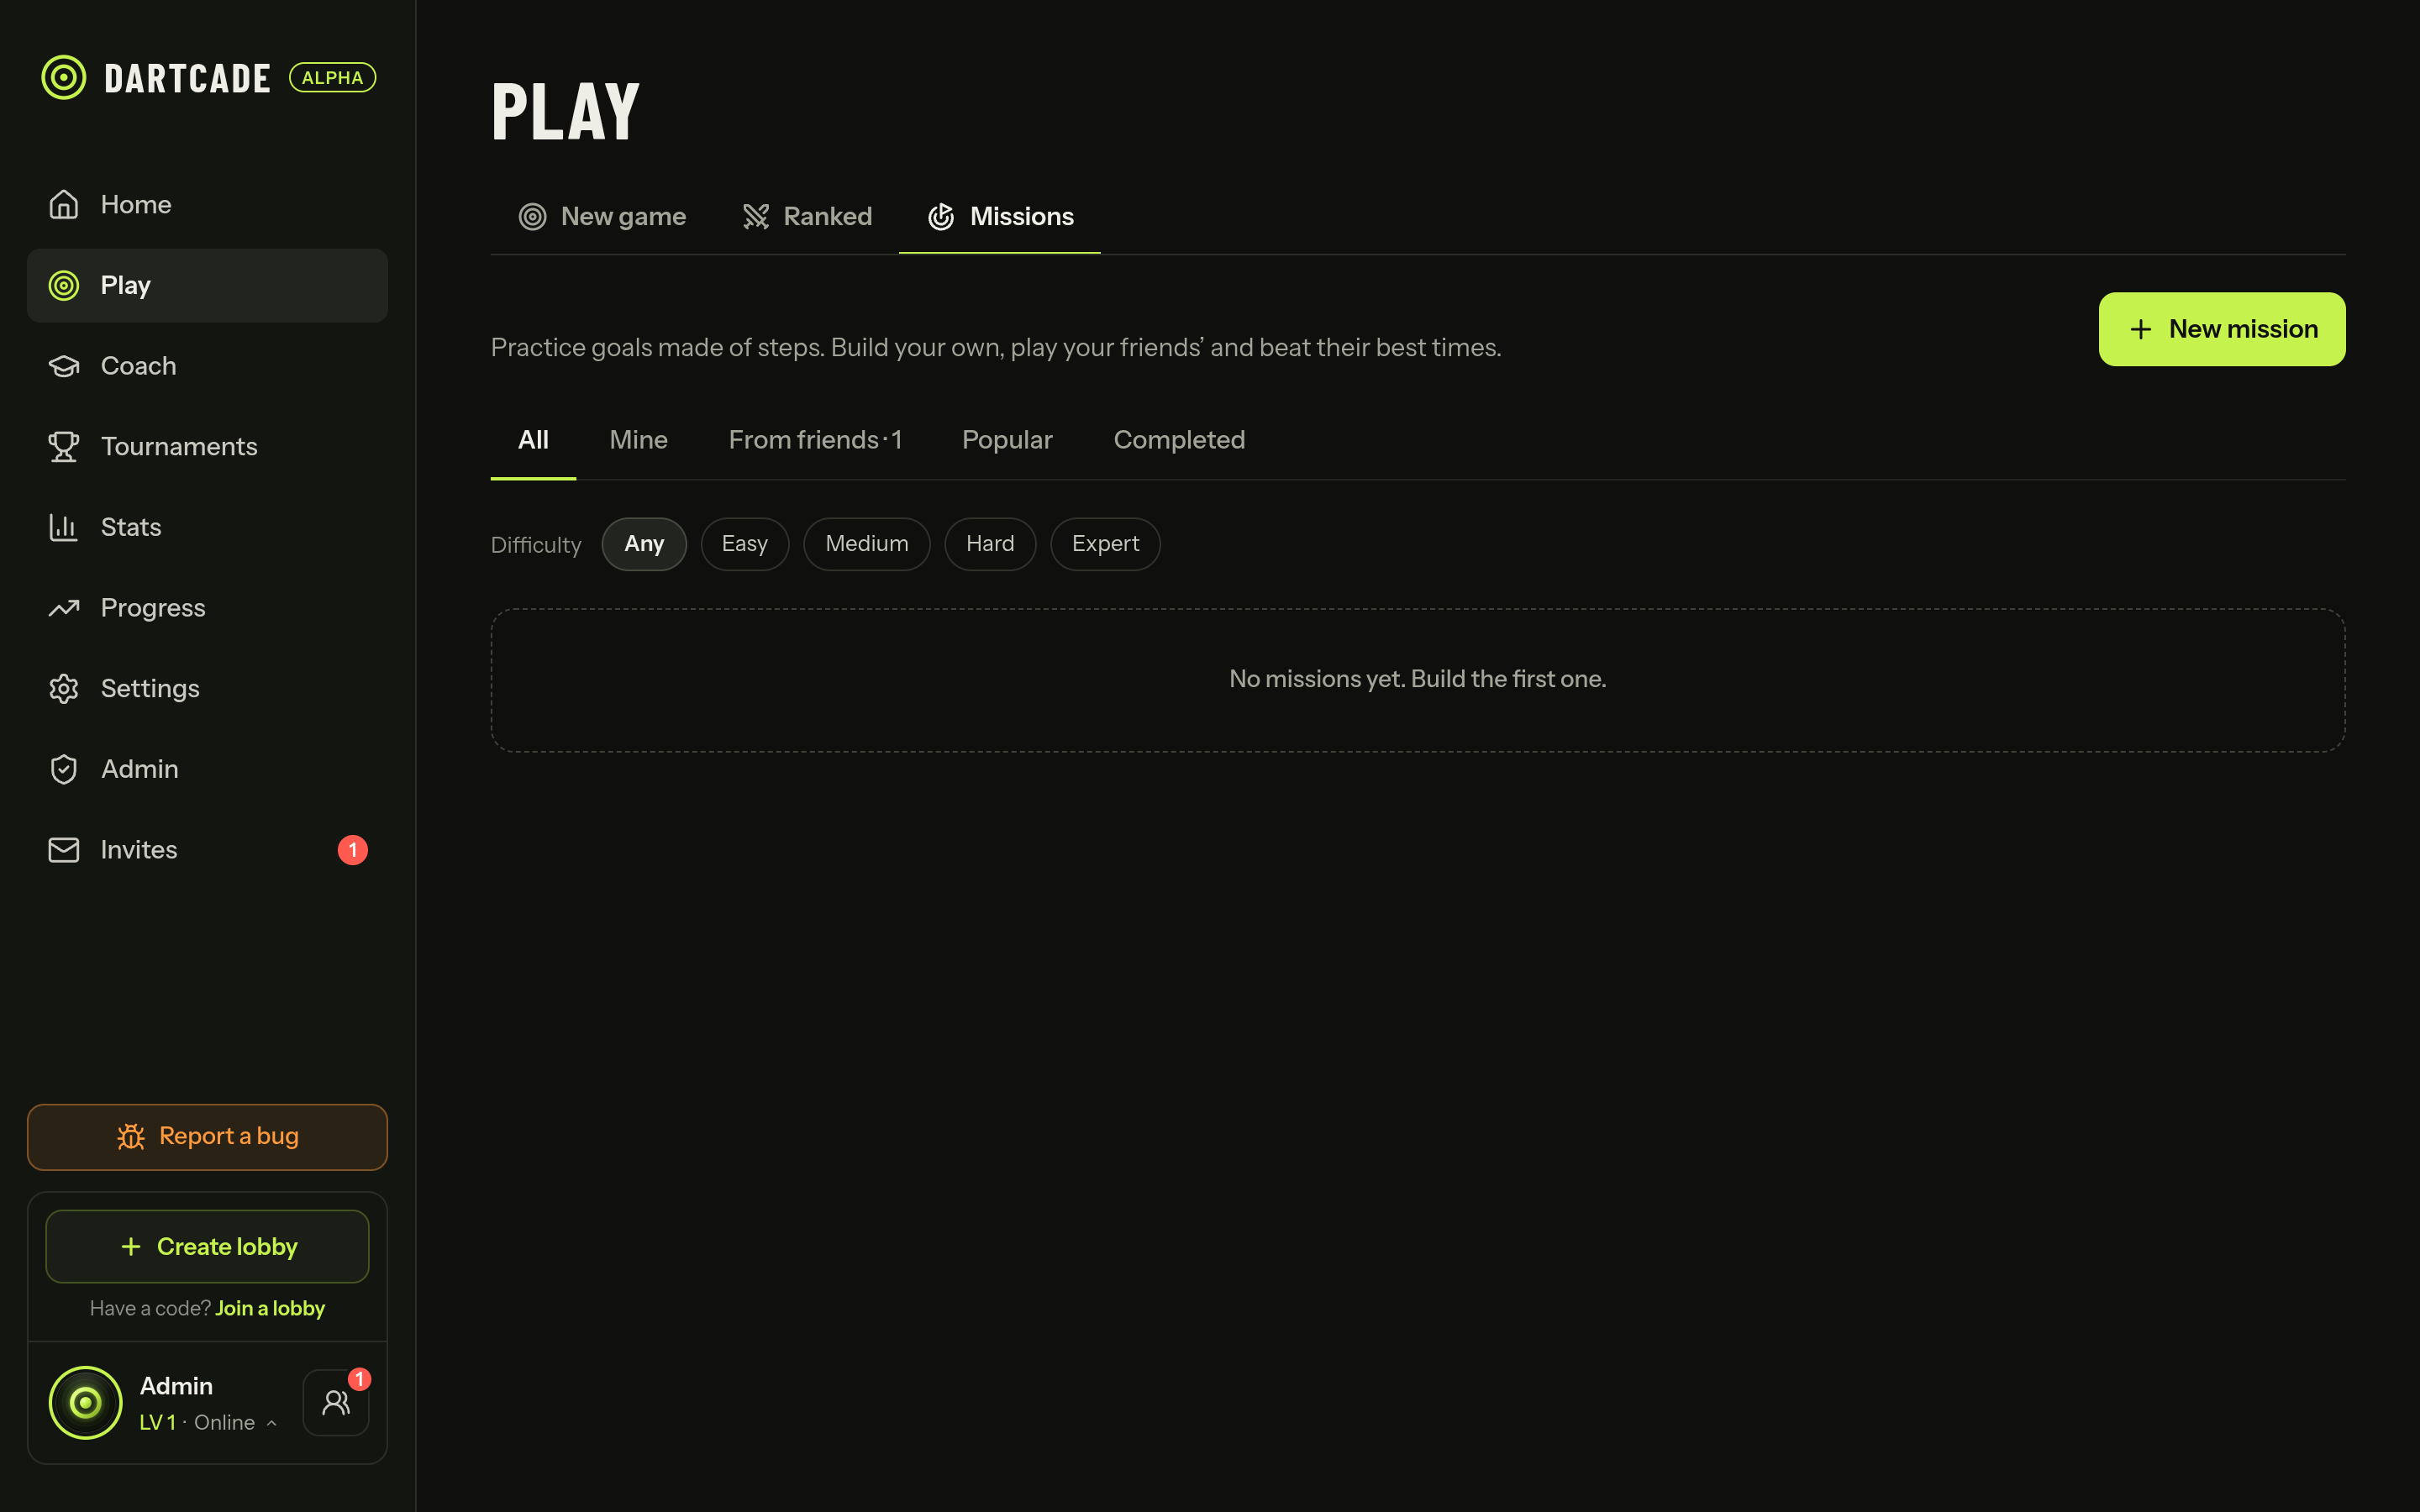 DARTCADE ALPHA
Home
Play
Coach
Tournaments
Stats
Progress
Settings
Admin
Invites 1
Report a bug
+ Create lobby
Have a code? Join a lobby
Admin
LV 1 · Online
1
PLAY
New game Ranked Missions
Practice goals made of steps. Build your own, play your friends’ and beat their best times.
+ New mission
All Mine From friends · 1 Popular Completed
Difficulty Any Easy Medium Hard Expert
No missions yet. Build the first one.